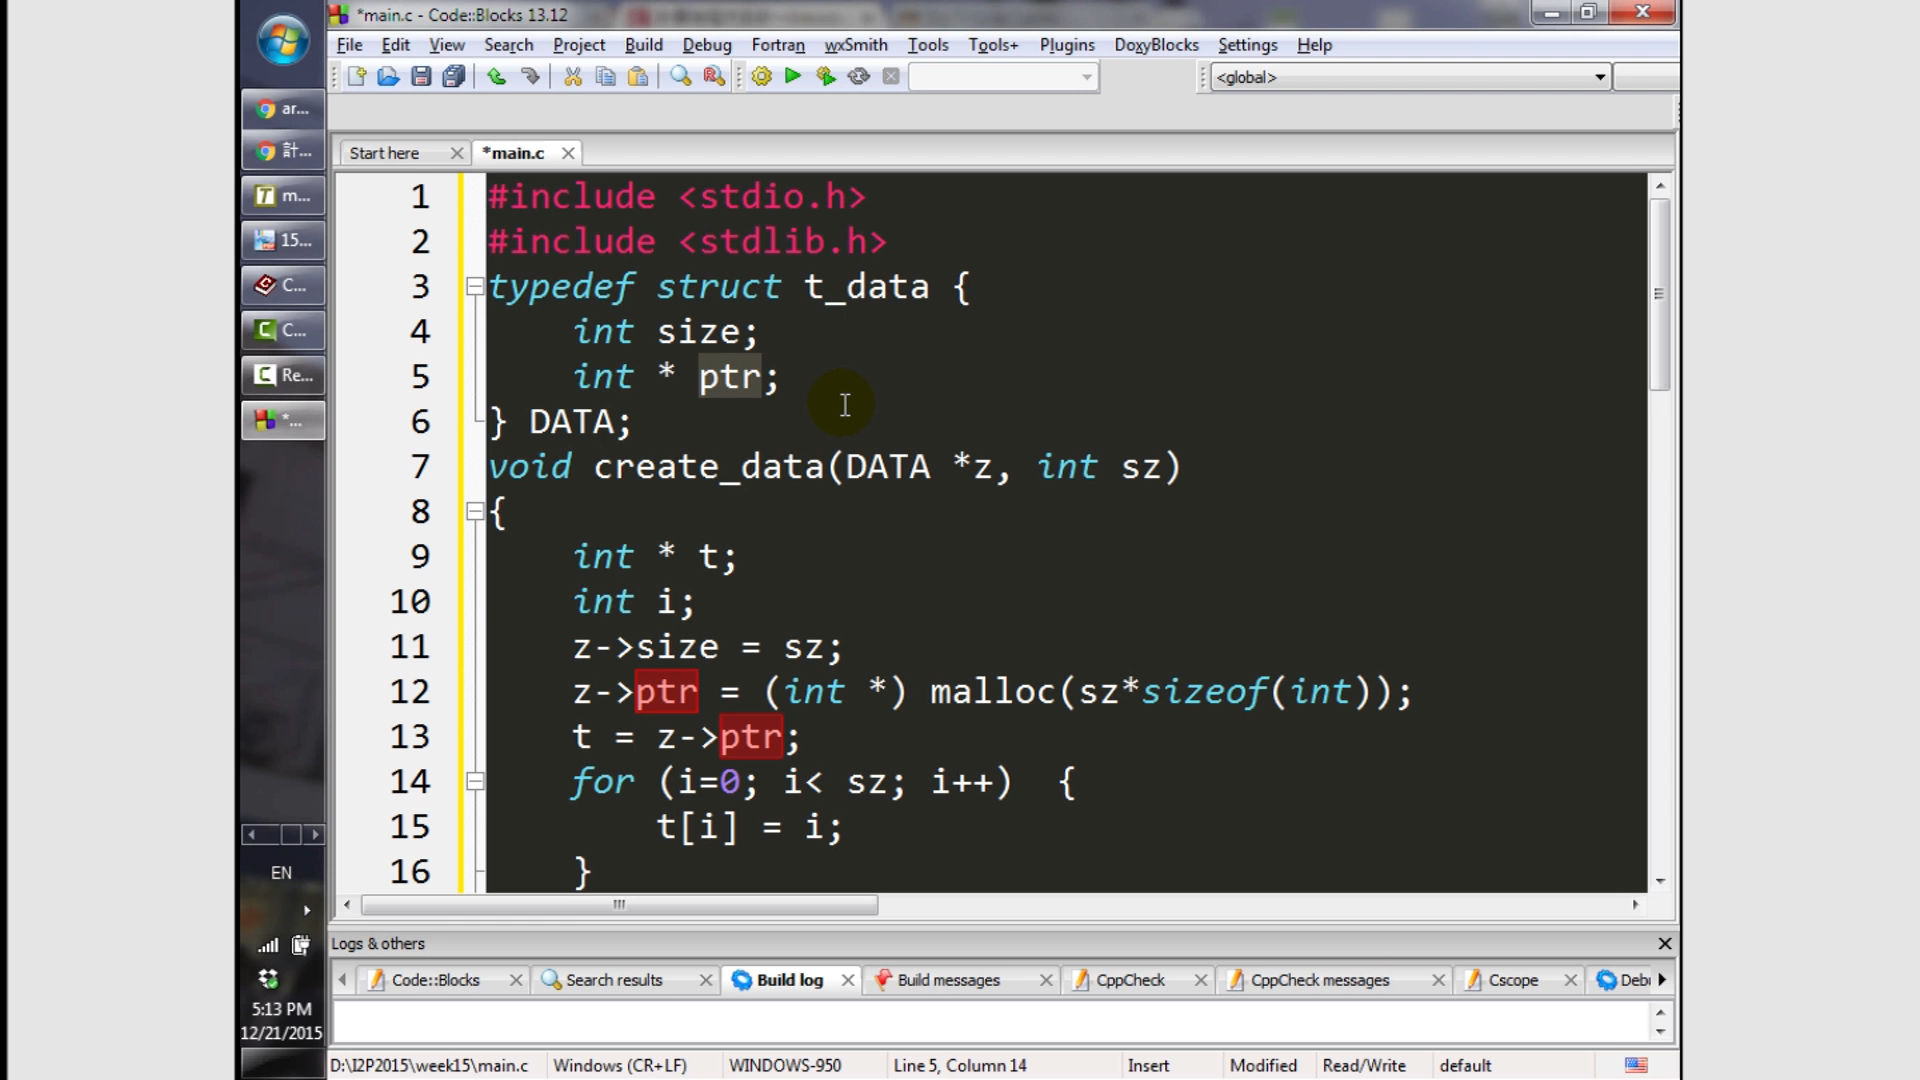 *main.c - Code::Blocks 13.12
File Edit View Search Project Build Debug Fortran wxSmith Tools Tools+ Plugins DoxyBlocks Settings Help
<global>
ar...
計...
m...
15...
C...
C...
Re...
*...
EN
5:13 PM
12/21/2015
Start here *main.c
1 #include <stdio.h>
2 #include <stdlib.h>
3 typedef struct t_data {
4 int size;
5 int * ptr;
6 } DATA;
7 void create_data(DATA *z, int sz)
8 {
9 int * t;
10 int i;
11 z->size = sz;
12 z->ptr = (int *) malloc(sz*sizeof(int));
13 t = z->ptr;
14 for (i=0; i< sz; i++) {
15 t[i] = i;
16 }
Logs & others
Code::Blocks Search results Build log Build messages CppCheck CppCheck messages Cscope Deb
D:\I2P2015\week15\main.c Windows (CR+LF) WINDOWS-950 Line 5, Column 14 Insert Modified Read/Write default